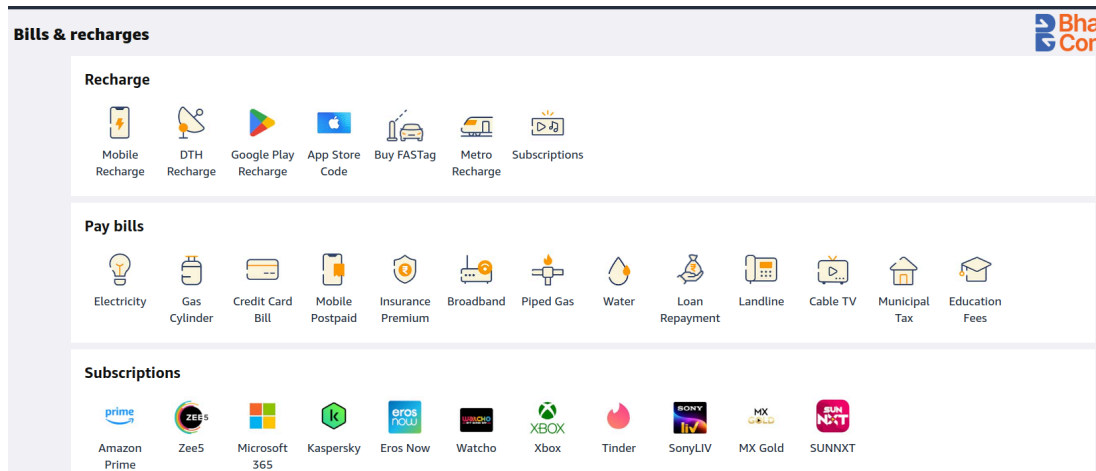 Bha
Bills & recharges
Con
Recharge
Mobile DTH Google Play App Store Buy FASTag Metro Subscriptions
Recharge Recharge Recharge Code Recharge
Pay bills
Electricity Gas Credit Card Mobile Insurance Broadband Piped Gas Water Loan Landline Cable TV Municipal Education
Cylinder Bill Postpaid Premium Repayment Tax Fees
Subscriptions
prime ZEE5 eros now WATCHO XBOX SONY liv MX GOLD SUN NXT
Amazon Zee5 Microsoft Kaspersky Eros Now Watcho Xbox Tinder SonyLIV MX Gold SUNNXT
Prime 365